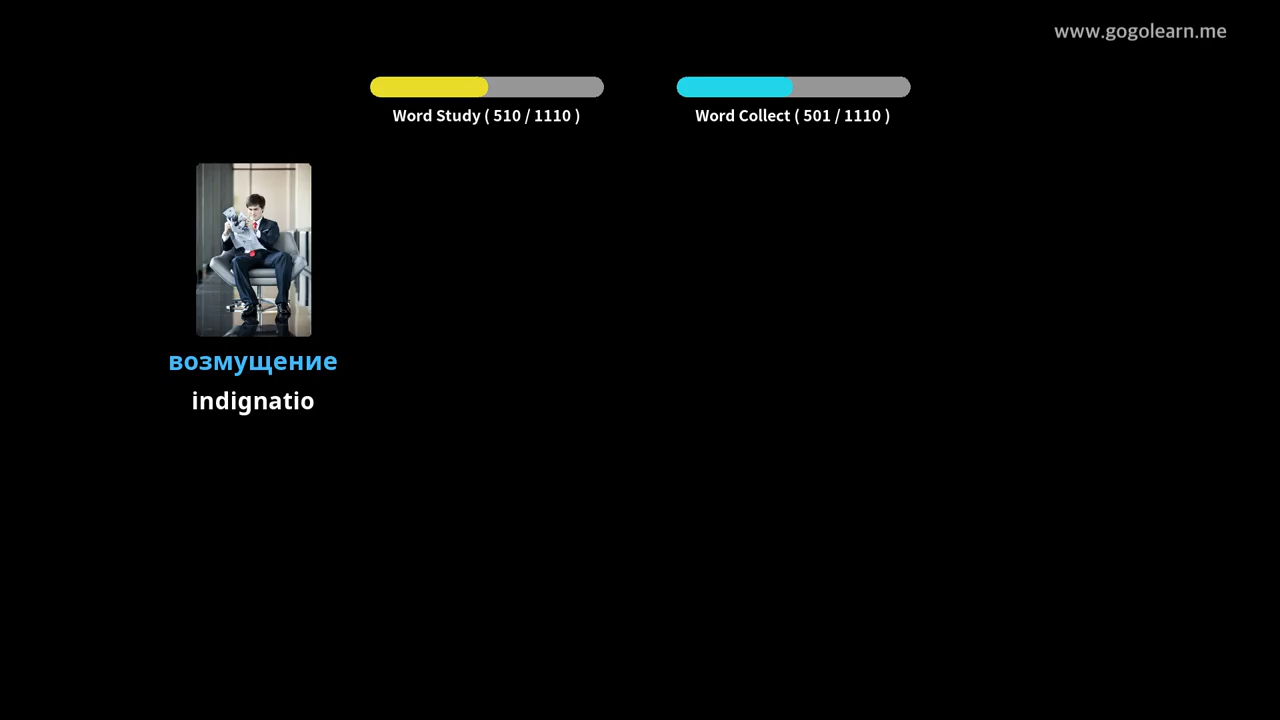 www.gogolearn.me
Word Study ( 510 / 1110 )
Word Collect ( 501 / 1110 )
возмущение
indignatio